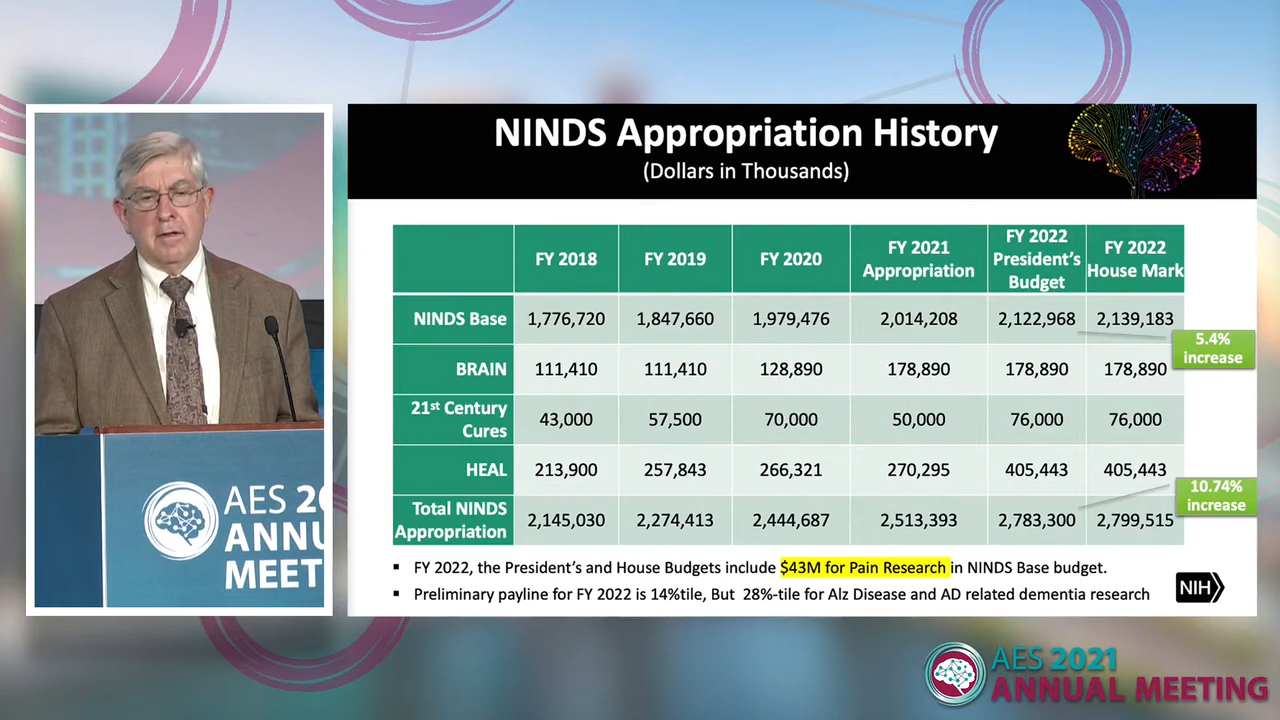 NINDS Appropriation History
(Dollars in Thousands)
FY 2018 FY 2019 FY 2020 FY 2021 Appropriation FY 2022 President's Budget FY 2022 House Mark
NINDS Base 1,776,720 1,847,660 1,979,476 2,014,208 2,122,968 2,139,183
5.4% increase
BRAIN 111,410 111,410 128,890 178,890 178,890 178,890
21st Century Cures 43,000 57,500 70,000 50,000 76,000 76,000
HEAL 213,900 257,843 266,321 270,295 405,443 405,443
10.74% increase
Total NINDS Appropriation 2,145,030 2,274,413 2,444,687 2,513,393 2,783,300 2,799,515
▪ FY 2022, the President's and House Budgets include $43M for Pain Research in NINDS Base budget.
▪ Preliminary payline for FY 2022 is 14%tile, But 28%-tile for Alz Disease and AD related dementia research
NIH
AES 20
ANNU
MEET
AES 2021
ANNUAL MEETING